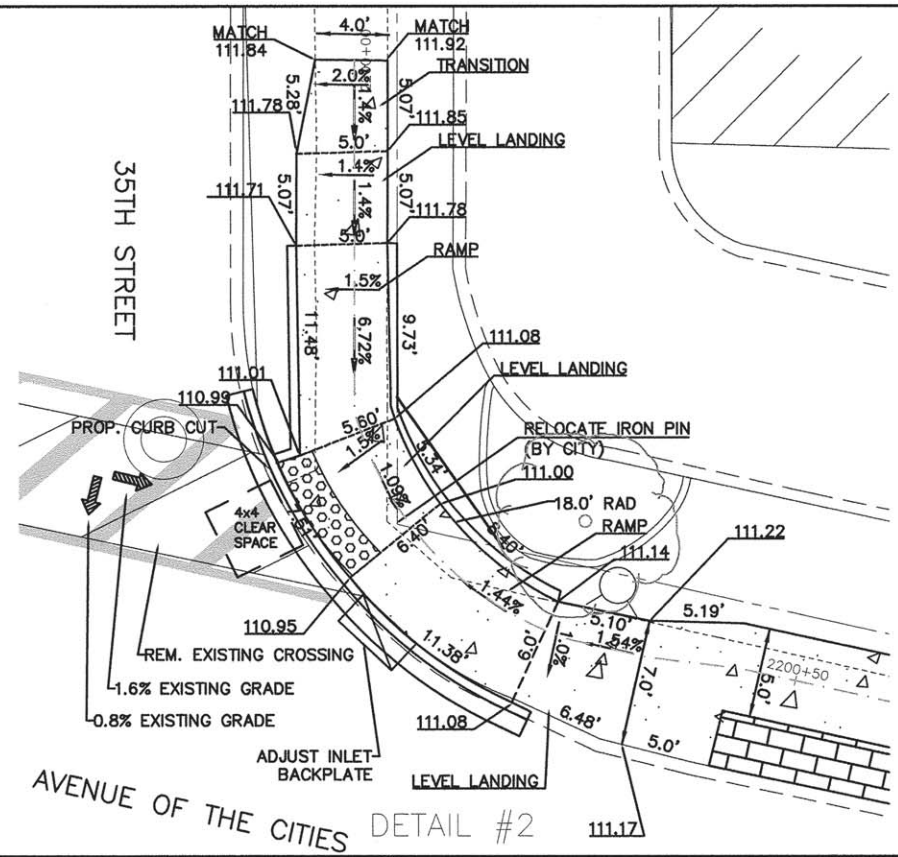 4.0'
MATCH
111.84
MATCH
111.92
TRANSITION
2.0%
1.4%
5.28'
5.07'
111.78
111.85
5.0'
LEVEL LANDING
1.4%
1.4%
5.07'
5.07'
111.71
111.78
5.0'
RAMP
1.5%
35TH STREET
11.48'
6.72%
9.73'
111.08
111.01
LEVEL LANDING
110.99
5.60'
RELOCATE IRON PIN
(BY CITY)
PROP. CURB CUT
1.5%
5.34'
111.00
1.09%
18.0' RAD
RAMP
4x4
CLEAR
SPACE
6.40'
8.40'
111.14
111.22
5.19'
1.44%
5.10'
1.54%
110.95
6.0'
1.0%
2200+50
7.0'
5.0'
REM. EXISTING CROSSING
11.38'
1.6% EXISTING GRADE
6.48'
0.8% EXISTING GRADE
111.08
5.0'
ADJUST INLET
BACKPLATE
LEVEL LANDING
AVENUE OF THE CITIES
DETAIL #2
111.17